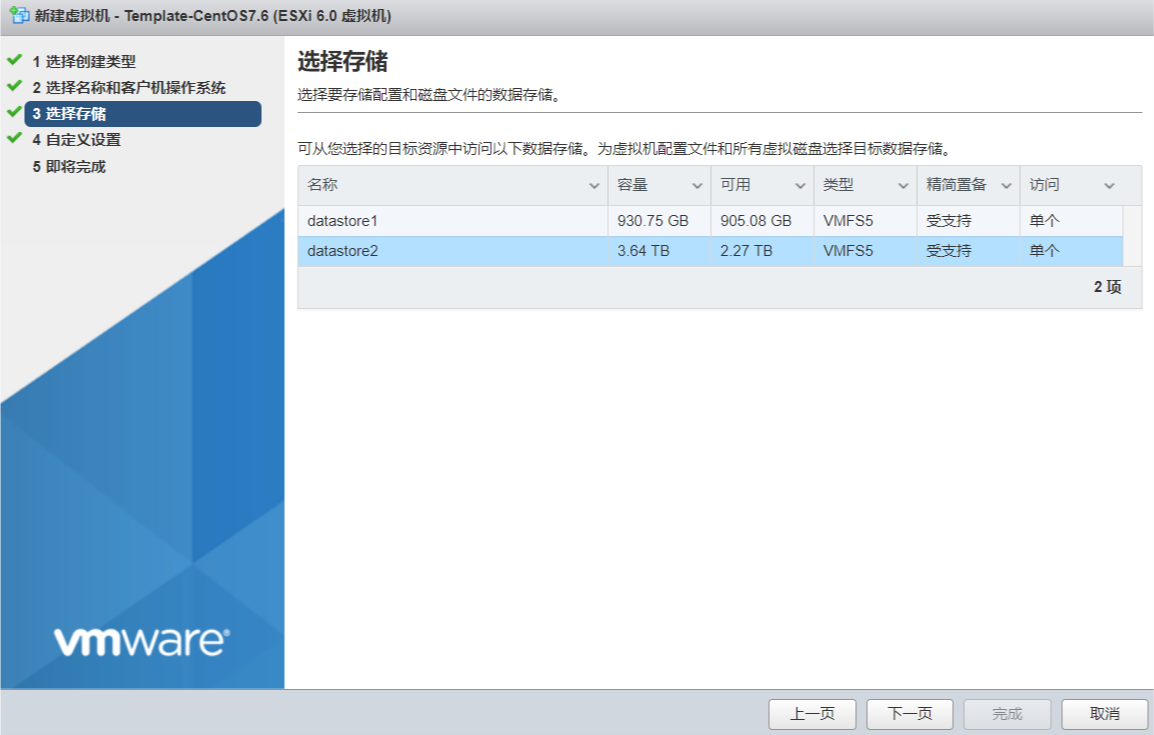 新建虚拟机 - Template-CentOS7.6 (ESXi 6.0 虚拟机)
1 选择创建类型
2 选择名称和客户机操作系统
3 选择存储
4 自定义设置
5 即将完成
vmware®
选择存储
选择要存储配置和磁盘文件的数据存储。
可从您选择的目标资源中访问以下数据存储。为虚拟机配置文件和所有虚拟磁盘选择目标数据存储。
名称 容量 可用 类型 精简置备 访问
datastore1 930.75 GB 905.08 GB VMFS5 受支持 单个
datastore2 3.64 TB 2.27 TB VMFS5 受支持 单个
2 项
上一页 下一页 完成 取消